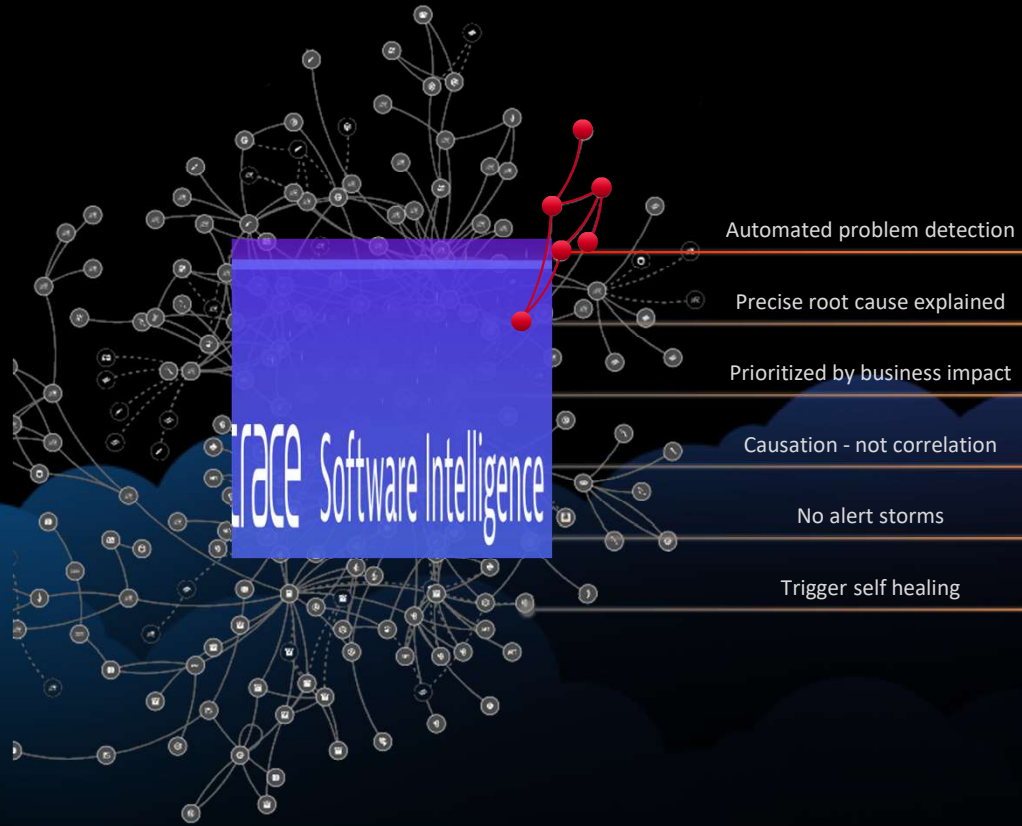 Automated problem detection
Precise root cause explained
Prioritized by business impact
Causation - not correlation
No alert storms
Trigger self healing
race Software Intelligence